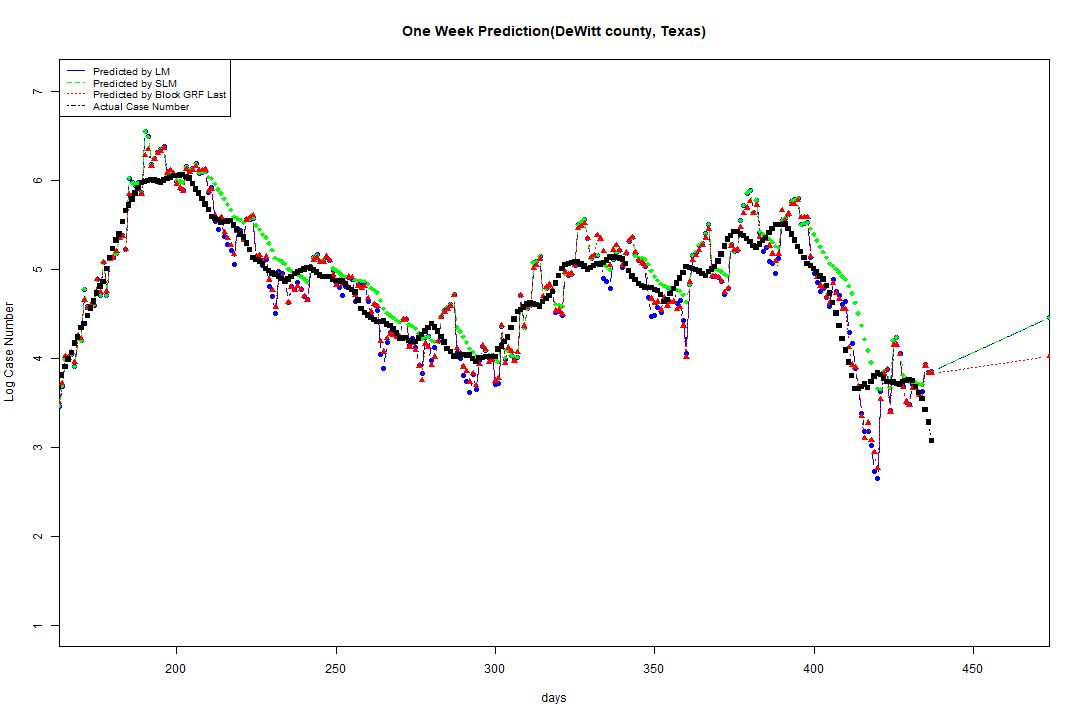 One Week Prediction(DeWitt county, Texas)
Predicted by LM
Predicted by SLM
Predicted by Block GRF Last
Actual Case Number
7
6
5
4
3
2
1
Log Case Number
200 250 300 350 400 450
days